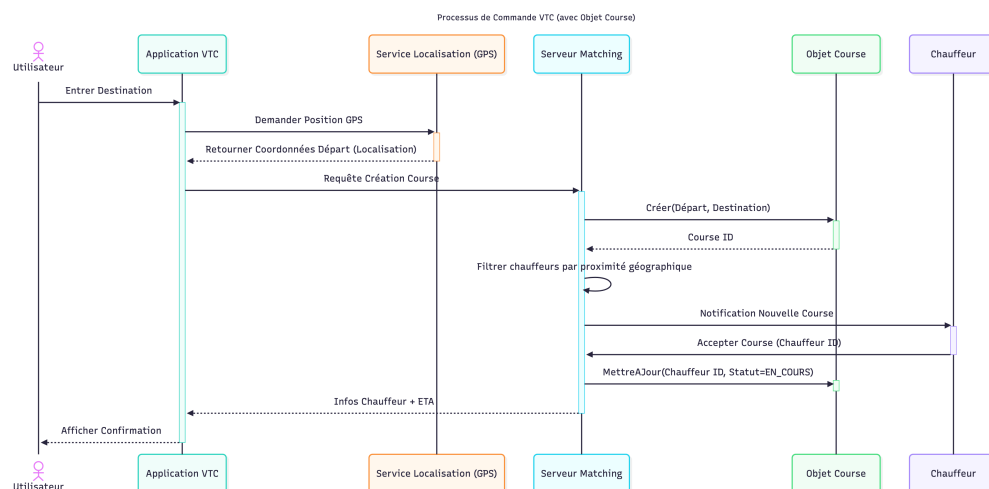 Processus de Commande VTC (avec Objet Course)
Utilisateur
Application VTC
Service Localisation (GPS)
Serveur Matching
Objet Course
Chauffeur
Entrer Destination
Demander Position GPS
Retourner Coordonnées Départ (Localisation)
Requête Création Course
Créer(Départ, Destination)
Course ID
Filtrer chauffeurs par proximité géographique
Notification Nouvelle Course
Accepter Course (Chauffeur ID)
MettreAJour(Chauffeur ID, Statut=EN_COURS)
Infos Chauffeur + ETA
Afficher Confirmation
Utilisateur
Application VTC
Service Localisation (GPS)
Serveur Matching
Objet Course
Chauffeur